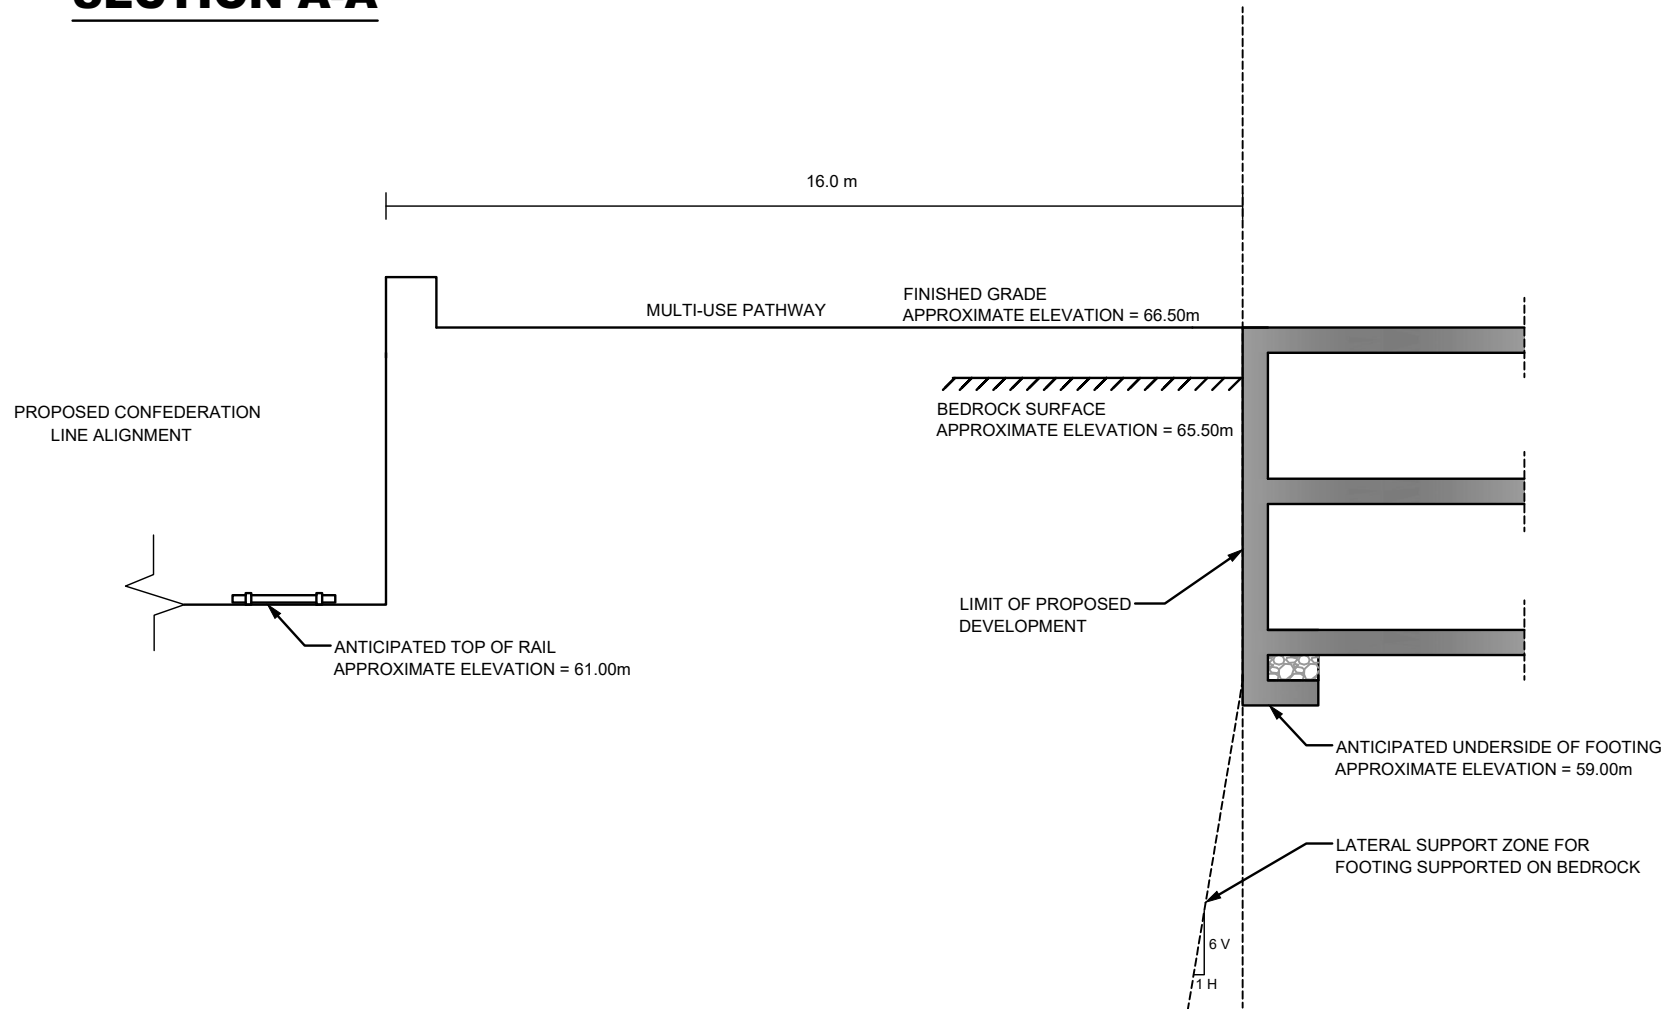 SECTION A-A
16.0 m
MULTI-USE PATHWAY
FINISHED GRADE
APPROXIMATE ELEVATION = 66.50m
BEDROCK SURFACE
APPROXIMATE ELEVATION = 65.50m
PROPOSED CONFEDERATION
LINE ALIGNMENT
LIMIT OF PROPOSED
DEVELOPMENT
ANTICIPATED TOP OF RAIL
APPROXIMATE ELEVATION = 61.00m
ANTICIPATED UNDERSIDE OF FOOTING
APPROXIMATE ELEVATION = 59.00m
LATERAL SUPPORT ZONE FOR
FOOTING SUPPORTED ON BEDROCK
6 V
1 H